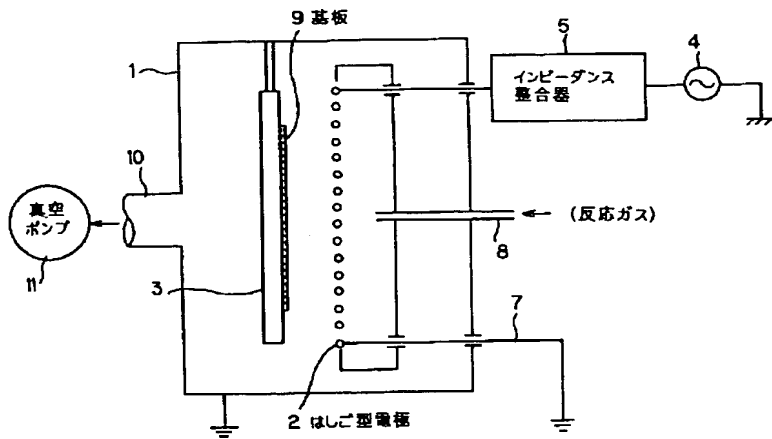 9 基板
5
4
1
インピーダンス
整合器
10
真空
ポンプ
(反応ガス)
8
11
3
7
2 はしご型電極